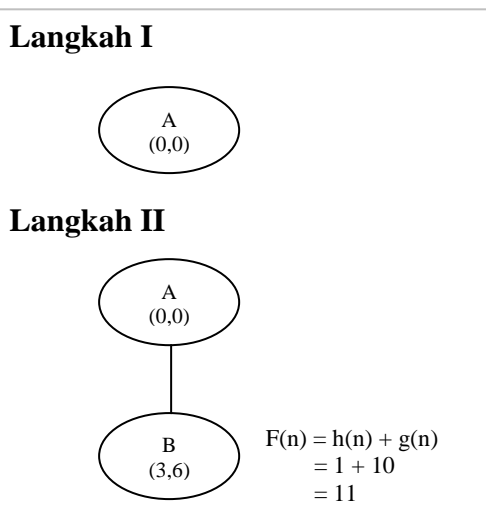 Langkah I
A
(0,0)
Langkah II
A
(0,0)
B
(3,6)
F(n) = h(n) + g(n)
= 1 + 10
= 11